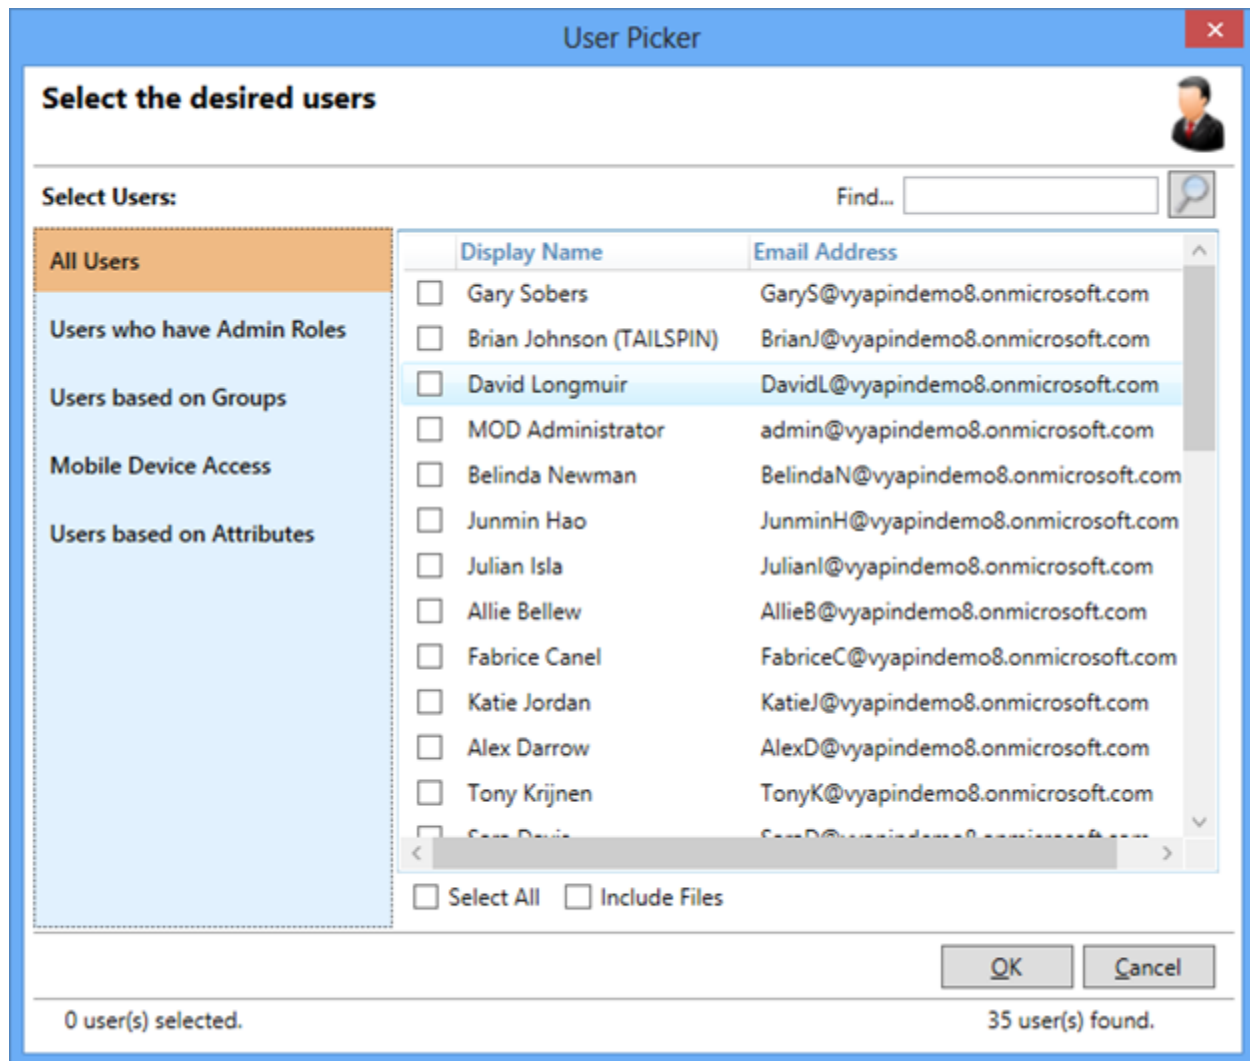 User Picker
Select the desired users
Select Users:
Find...
All Users
Users who have Admin Roles
Users based on Groups
Mobile Device Access
Users based on Attributes
Display Name Email Address
Gary Sobers GaryS@vyapindemo8.onmicrosoft.com
Brian Johnson (TAILSPIN) BrianJ@vyapindemo8.onmicrosoft.com
David Longmuir DavidL@vyapindemo8.onmicrosoft.com
MOD Administrator admin@vyapindemo8.onmicrosoft.com
Belinda Newman BelindaN@vyapindemo8.onmicrosoft.com
Junmin Hao JunminH@vyapindemo8.onmicrosoft.com
Julian Isla JulianI@vyapindemo8.onmicrosoft.com
Allie Bellew AllieB@vyapindemo8.onmicrosoft.com
Fabrice Canel FabriceC@vyapindemo8.onmicrosoft.com
Katie Jordan KatieJ@vyapindemo8.onmicrosoft.com
Alex Darrow AlexD@vyapindemo8.onmicrosoft.com
Tony Krijnen TonyK@vyapindemo8.onmicrosoft.com
Select All Include Files
OK Cancel
0 user(s) selected. 35 user(s) found.